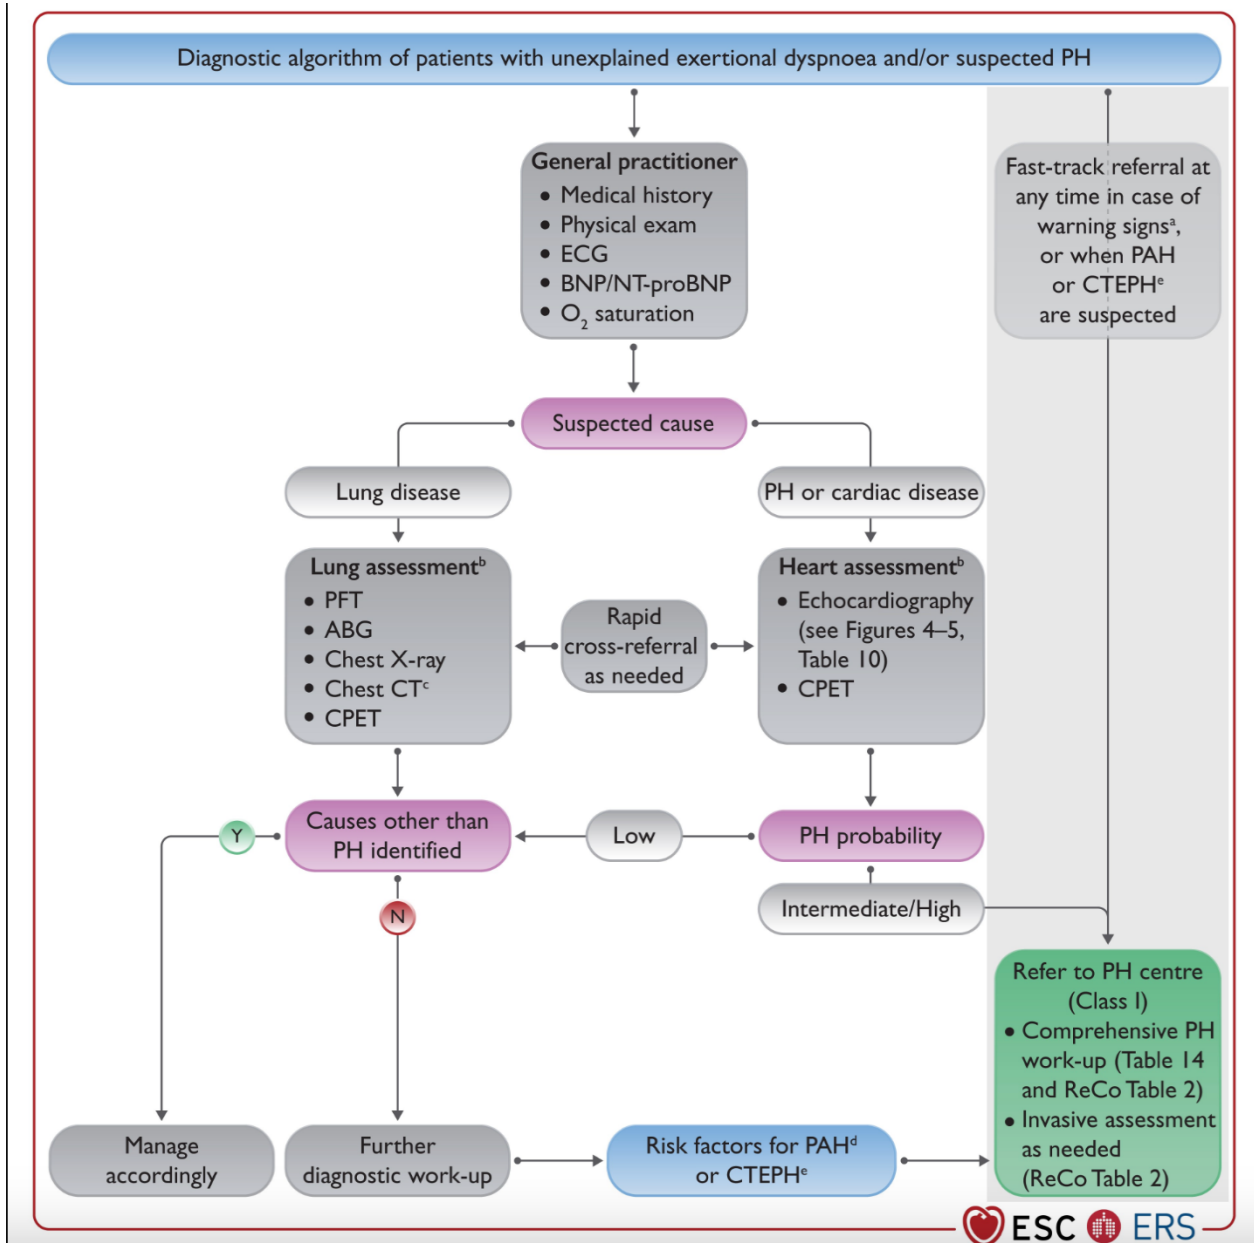 Diagnostic algorithm of patients with unexplained exertional dyspnoea and/or suspected PH
General practitioner
• Medical history
• Physical exam
• ECG
• BNP/NT-proBNP
• O₂ saturation
Fast-track referral at
any time in case of
warning signsᵃ,
or when PAH
or CTEPHᵉ
are suspected
Suspected cause
Lung disease
PH or cardiac disease
Lung assessmentᵇ
• PFT
• ABG
• Chest X-ray
• Chest CTᶜ
• CPET
Rapid
cross-referral
as needed
Heart assessmentᵇ
• Echocardiography
(see Figures 4–5,
Table 10)
• CPET
Y
Causes other than
PH identified
Low
PH probability
N
Intermediate/High
Refer to PH centre
(Class I)
• Comprehensive PH
work-up (Table 14
and ReCo Table 2)
• Invasive assessment
as needed
(ReCo Table 2)
Manage
accordingly
Further
diagnostic work-up
Risk factors for PAHᵈ
or CTEPHᵉ
ESC ERS